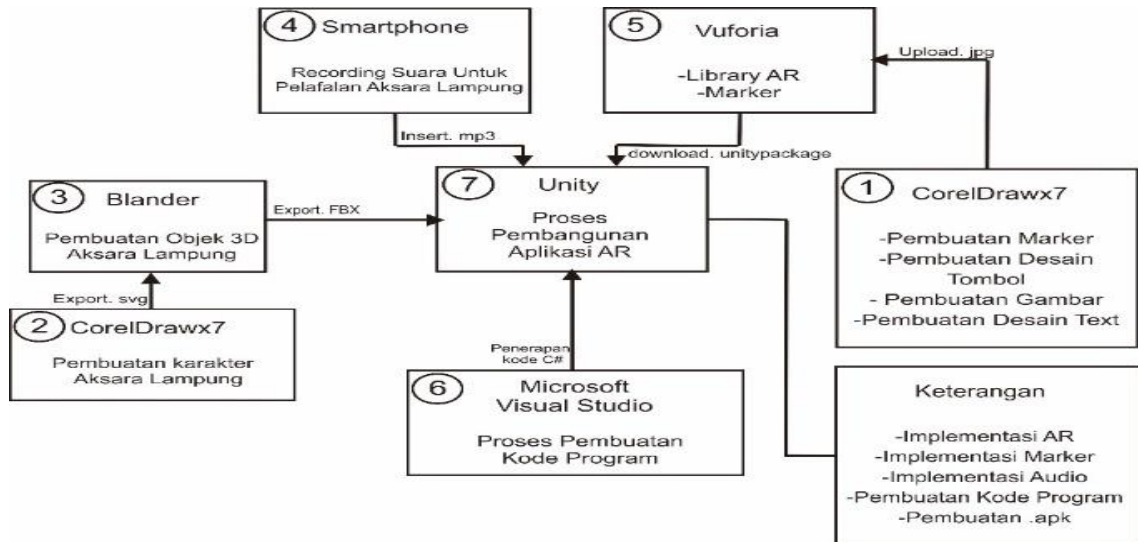 4 Smartphone
Recording Suara Untuk
Pelafalan Aksara Lampung
5 Vuforia
-Library AR
-Marker
Upload. jpg
Insert. mp3
download. unitypackage
3 Blander
Pembuatan Objek 3D
Aksara Lampung
Export. FBX
7 Unity
Proses
Pembangunan
Aplikasi AR
1 CorelDrawx7
-Pembuatan Marker
-Pembuatan Desain
Tombol
- Pembuatan Gambar
-Pembuatan Desain Text
Export. svg
2 CorelDrawx7
Pembuatan karakter
Aksara Lampung
Penerapan
kode C#
6 Microsoft
Visual Studio
Proses Pembuatan
Kode Program
Keterangan
-Implementasi AR
-Implementasi Marker
-Implementasi Audio
-Pembuatan Kode Program
-Pembuatan .apk